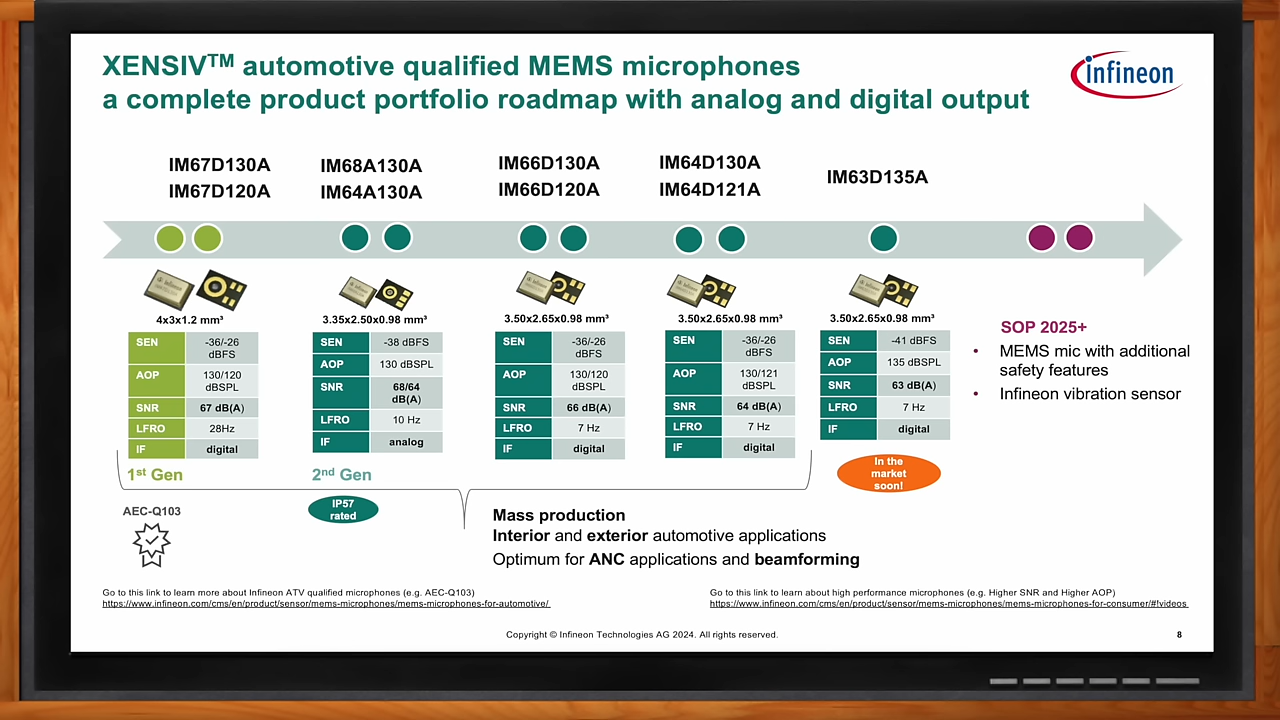 XENSIV™ automotive qualified MEMS microphones
a complete product portfolio roadmap with analog and digital output
infineon
IM67D130A
IM67D120A
IM68A130A
IM64A130A
IM66D130A
IM66D120A
IM64D130A
IM64D121A
IM63D135A
4x3x1.2 mm³
SEN -36/-26
dBFS
AOP 130/120
dBSPL
SNR 67 dB(A)
LFRO 28Hz
IF digital
3.35x2.50x0.98 mm³
SEN -38 dBFS
AOP 130 dBSPL
SNR 68/64
dB(A)
LFRO 10 Hz
IF analog
3.50x2.65x0.98 mm³
SEN -36/-26
dBFS
AOP 130/120
dBSPL
SNR 66 dB(A)
LFRO 7 Hz
IF digital
3.50x2.65x0.98 mm³
SEN -36/-26
dBFS
AOP 130/121
dBSPL
SNR 64 dB(A)
LFRO 7 Hz
IF digital
3.50x2.65x0.98 mm³
SEN -41 dBFS
AOP 135 dBSPL
SNR 63 dB(A)
LFRO 7 Hz
IF digital
SOP 2025+
• MEMS mic with additional
safety features
• Infineon vibration sensor
1st Gen
2nd Gen
In the
market
soon!
IP57
rated
AEC-Q103
Mass production
Interior and exterior automotive applications
Optimum for ANC applications and beamforming
Go to this link to learn more about Infineon ATV qualified microphones (e.g. AEC-Q103)
https://www.infineon.com/cms/en/product/sensor/mems-microphones/mems-microphones-for-automotive/
Go to this link to learn about high performance microphones (e.g. Higher SNR and Higher AOP)
https://www.infineon.com/cms/en/product/sensor/mems-microphones/mems-microphones-for-consumer/#!videos
Copyright © Infineon Technologies AG 2024. All rights reserved.
8